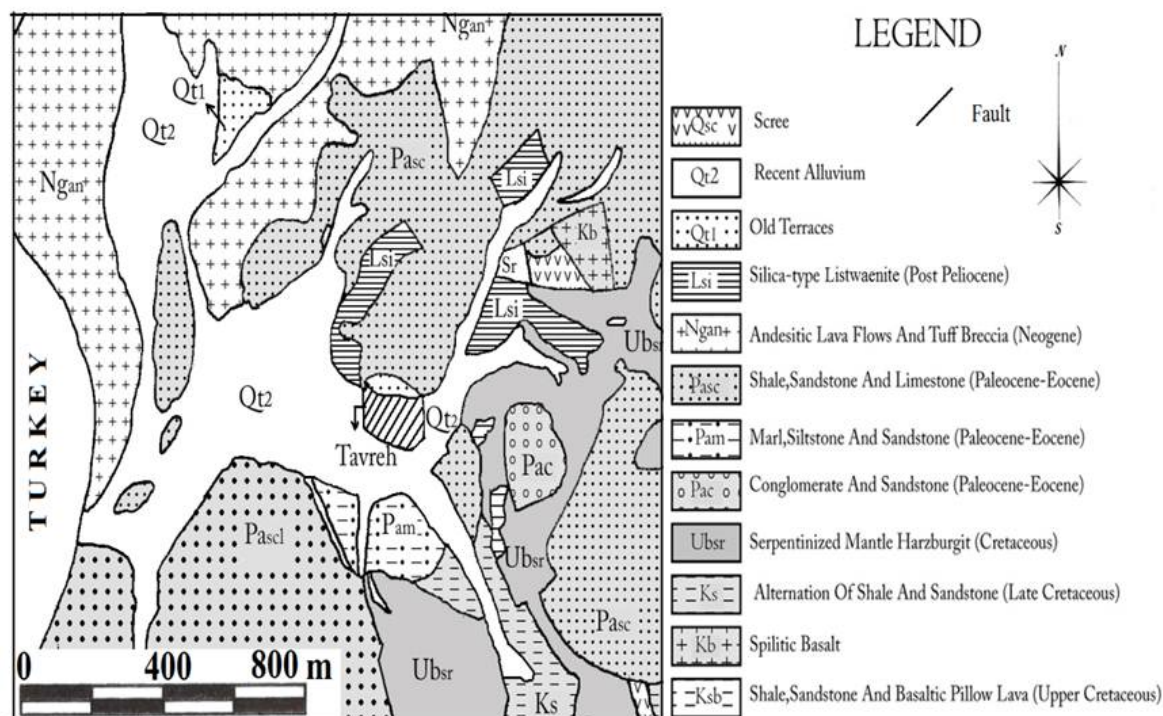 LEGEND
N
S
Fault
Qsc Scree
Qt2 Recent Alluvium
Qt1 Old Terraces
Lsi Silica-type Listwaenite (Post Peliocene)
Ngan Andesitic Lava Flows And Tuff Breccia (Neogene)
Pasc Shale,Sandstone And Limestone (Paleocene-Eocene)
Pam Marl,Siltstone And Sandstone (Paleocene-Eocene)
Pac Conglomerate And Sandstone (Paleocene-Eocene)
Ubsr Serpentinized Mantle Harzburgit (Cretaceous)
Ks Alternation Of Shale And Sandstone (Late Cretaceous)
Kb Spilitic Basalt
Ksb Shale,Sandstone And Basaltic Pillow Lava (Upper Cretaceous)
Ngan
Qt1
Qt2
Pasc
Ngan
Lsi
Kb
Lsi
Sr
Lsi
Ubsr
TURKEY
Qt2
Qt2
Tavreh
Pac
Pascl
Pam
Ubsr
Pasc
Ubsr
Ks
0 400 800 m